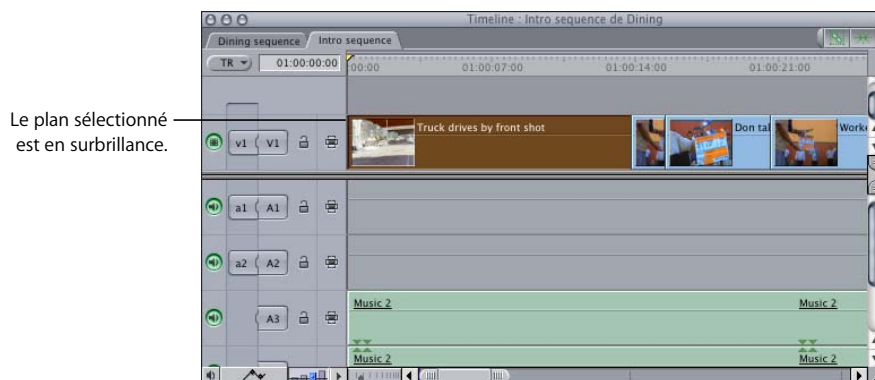 Timeline : Intro sequence de Dining
Dining sequence Intro sequence
TR 01:00:00:00 :00:00 01:00:07:00 01:00:14:00 01:00:21:00
Le plan sélectionné
est en surbrillance.
v1 V1 Truck drives by front shot Don tal Worke
a1 A1
a2 A2
A3 Music 2 Music 2
Music 2 Music 2